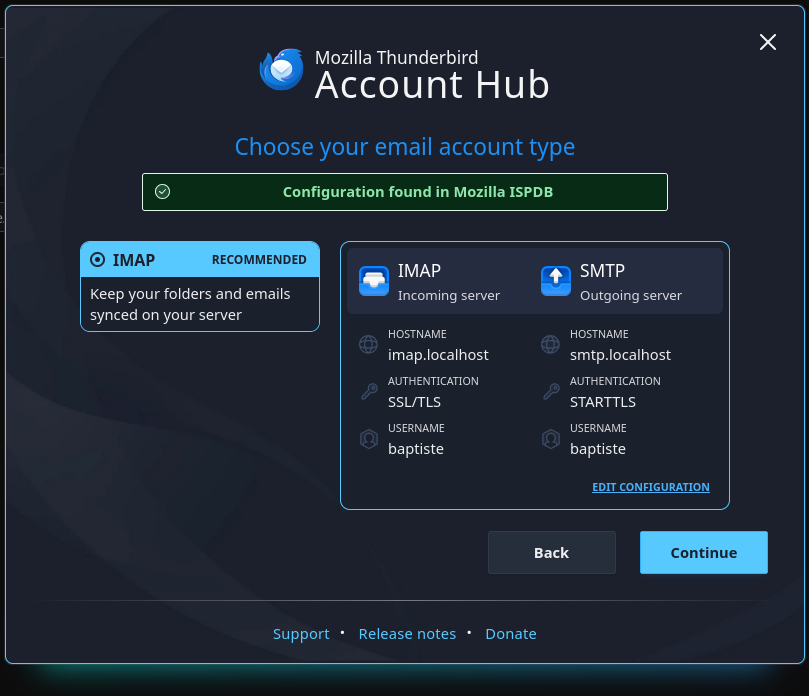 Mozilla Thunderbird
Account Hub
Choose your email account type
Configuration found in Mozilla ISPDB
IMAP RECOMMENDED
Keep your folders and emails
synced on your server
IMAP
Incoming server
SMTP
Outgoing server
HOSTNAME
imap.localhost
HOSTNAME
smtp.localhost
AUTHENTICATION
SSL/TLS
AUTHENTICATION
STARTTLS
USERNAME
baptiste
USERNAME
baptiste
EDIT CONFIGURATION
Back
Continue
Support • Release notes • Donate